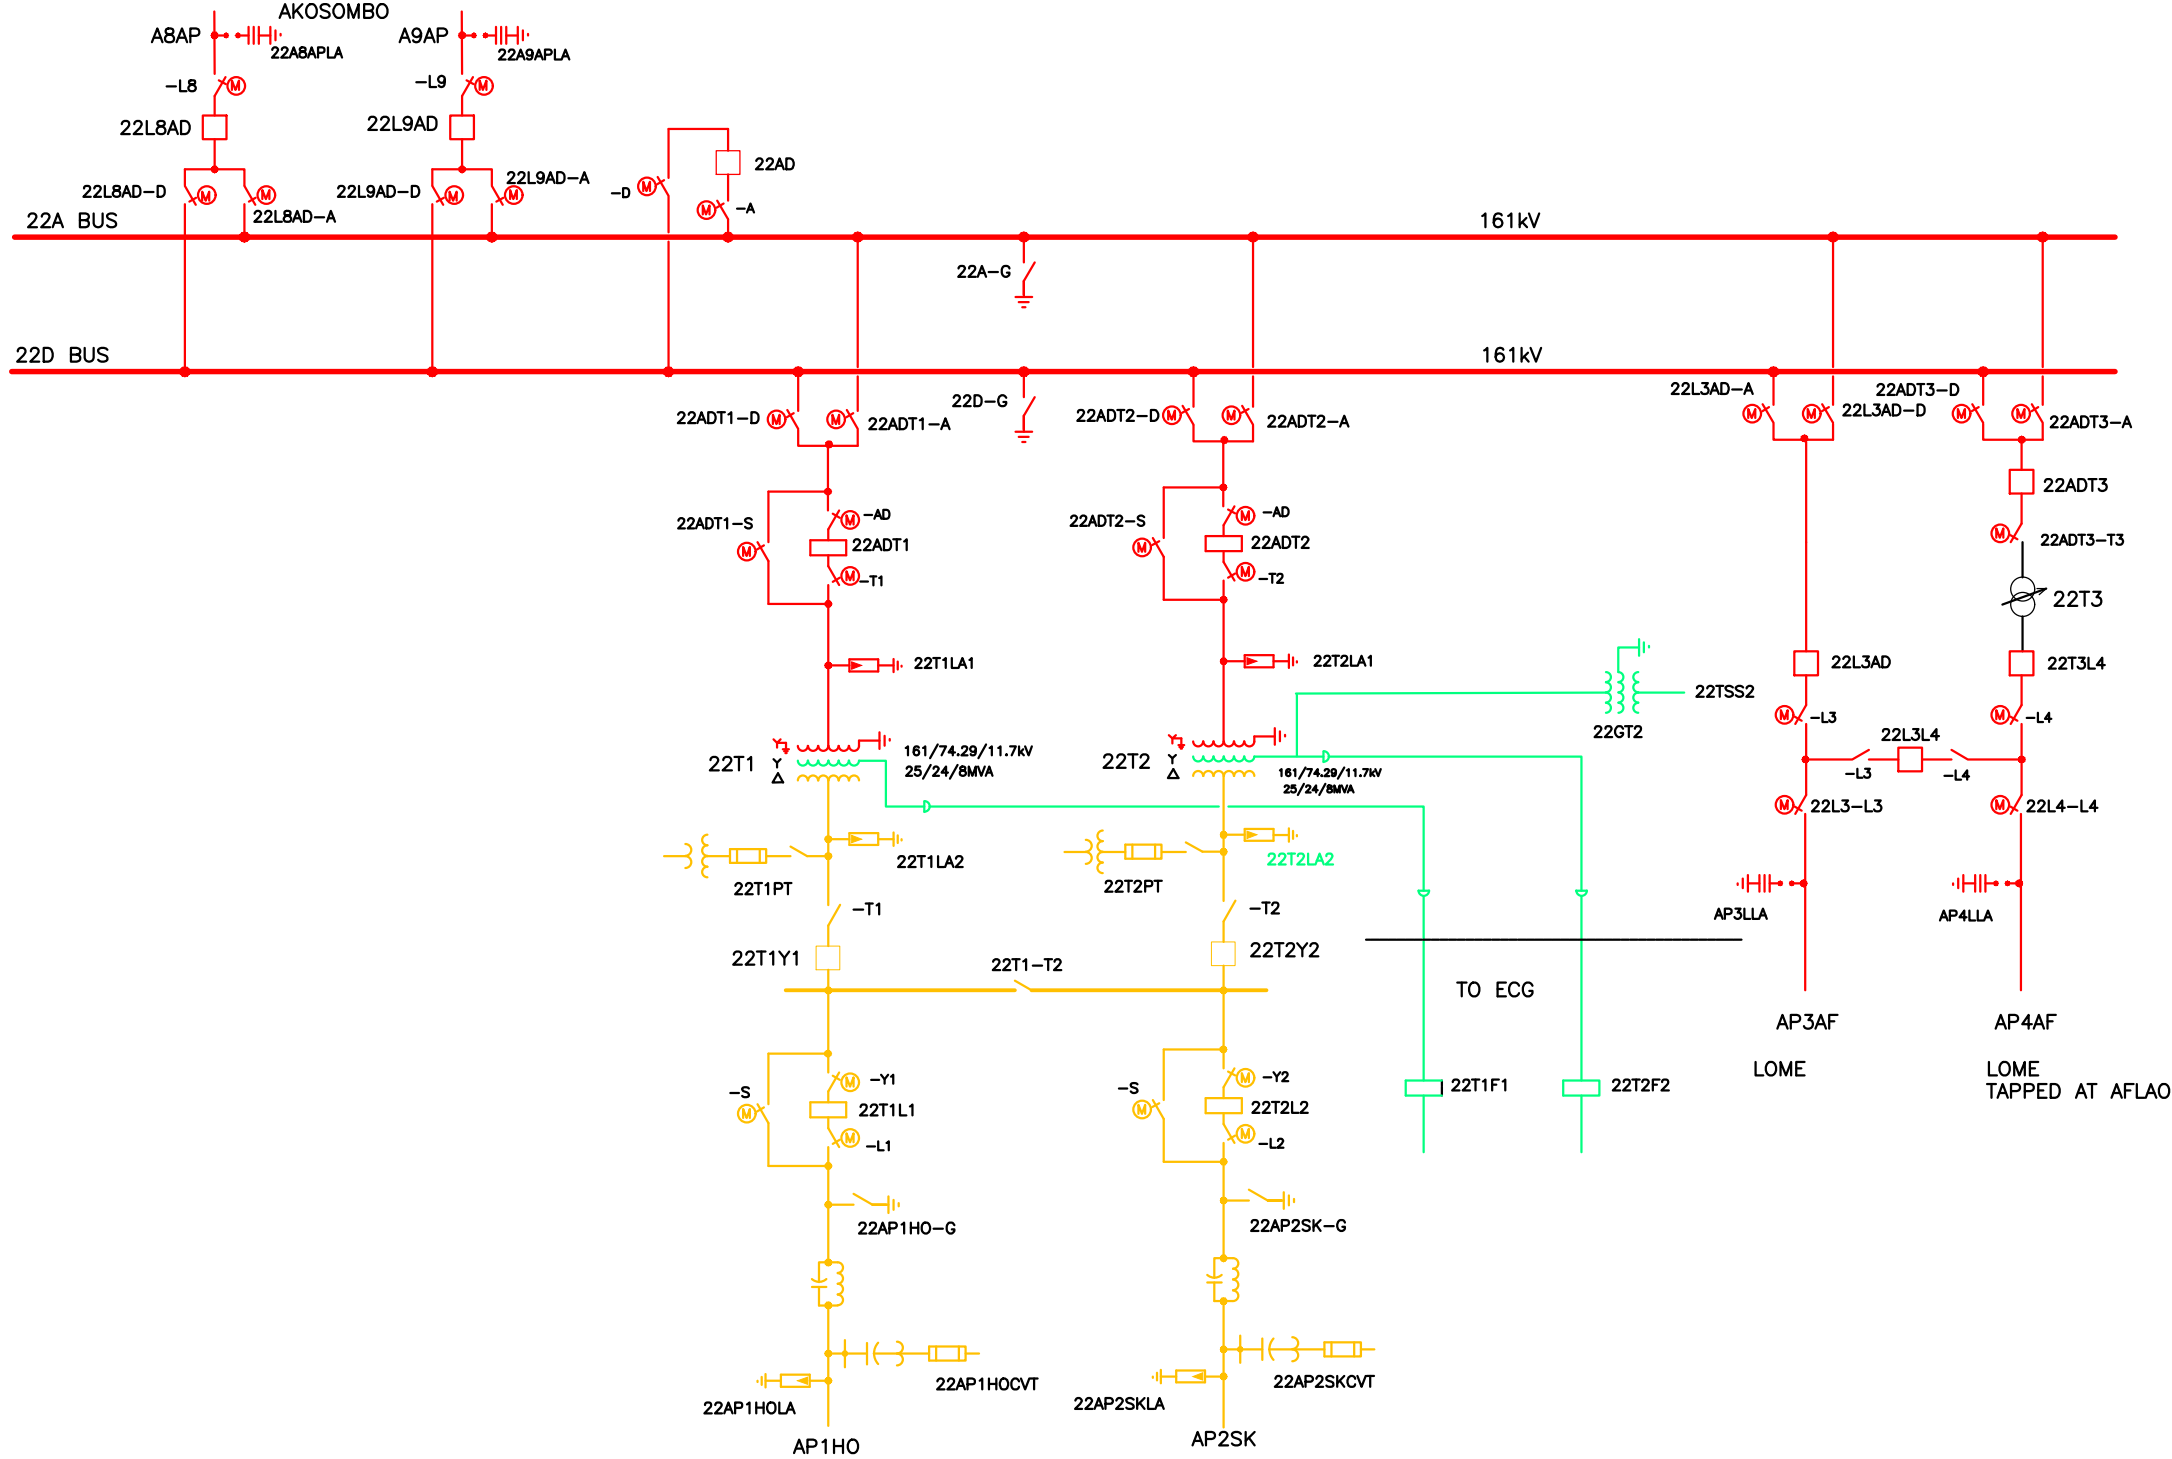 AKOSOMBO
A8AP
22A8APLA
A9AP
22A9APLA
-L8
M
-L9
M
22L8AD
22L9AD
22AD
22L8AD-D
M
M
22L8AD-A
22L9AD-D
M
M
22L9AD-A
-D
M
M
-A
22A BUS
161kV
22A-G
22D BUS
161kV
22ADT1-D
M
M
22ADT1-A
22D-G
22ADT2-D
M
M
22ADT2-A
22L3AD-A
M
M
22L3AD-D
22ADT3-D
M
M
22ADT3-A
22ADT3
22ADT1-S
M
M
-AD
22ADT1
M
-T1
22ADT2-S
M
M
-AD
22ADT2
M
-T2
M
22ADT3-T3
22T3
22T1LA1
22T2LA1
22L3AD
22T3L4
22TSS2
22GT2
M
-L3
M
-L4
22L3L4
-L3
-L4
22T1
Y
Y
161/74.29/11.7kV
25/24/8MVA
22T2
Y
Y
161/74.29/11.7kV
25/24/8MVA
M
22L3-L3
M
22L4-L4
22T1LA2
22T1PT
22T2LA2
22T2PT
AP3LLA
AP4LLA
-T1
22T1Y1
-T2
22T2Y2
22T1-T2
TO ECG
AP3AF
AP4AF
LOME
LOME
TAPPED AT AFLAO
-S
M
M
-Y1
22T1L1
M
-L1
-S
M
M
-Y2
22T2L2
M
-L2
22T1F1
22T2F2
22AP1HO-G
22AP2SK-G
22AP1HOCVT
22AP1HOLA
22AP2SKCVT
22AP2SKLA
AP1HO
AP2SK